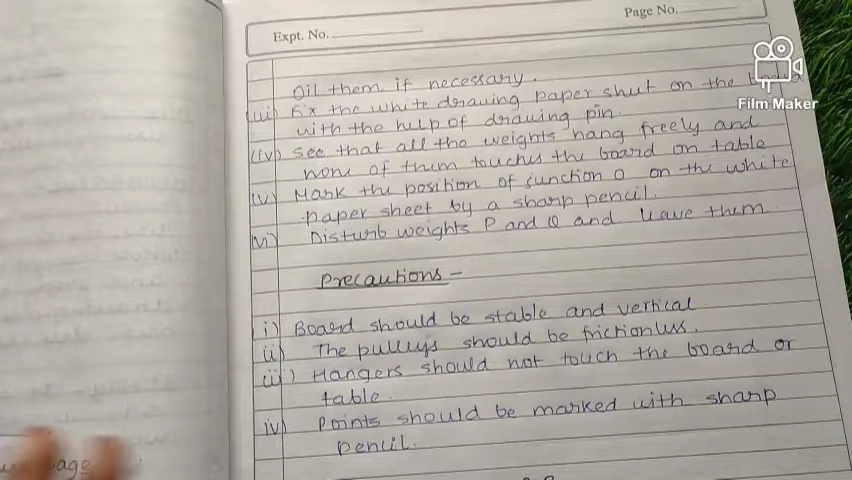 Expt. No.
Page No.
Oil them if necessary.
(iii) Fix the white drawing paper shut on the
with the help of drawing pin.
(iv) See that all the weights hang freely and
none of them touches the board on table
(v) Mark the position of junction O on the white
paper sheet by a sharp pencil.
(vi) Disturb weights P and Q and leave them
Precautions -
i) Board should be stable and vertical
ii) The pulleys should be frictionless.
iii) Hangers should not touch the board or
table.
iv) Points should be marked with sharp
pencil.
Film Maker